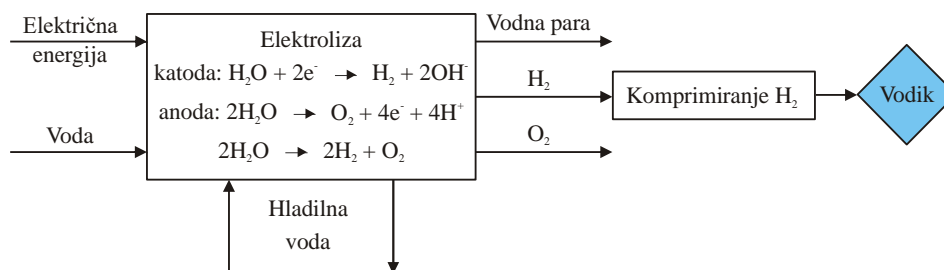 Električna
energija
Voda
Elektroliza
katoda: H₂O + 2e⁻ → H₂ + 2OH⁻
anoda: 2H₂O → O₂ + 4e⁻ + 4H⁺
2H₂O → 2H₂ + O₂
Hladilna
voda
Vodna para
H₂
O₂
Komprimiranje H₂
Vodik